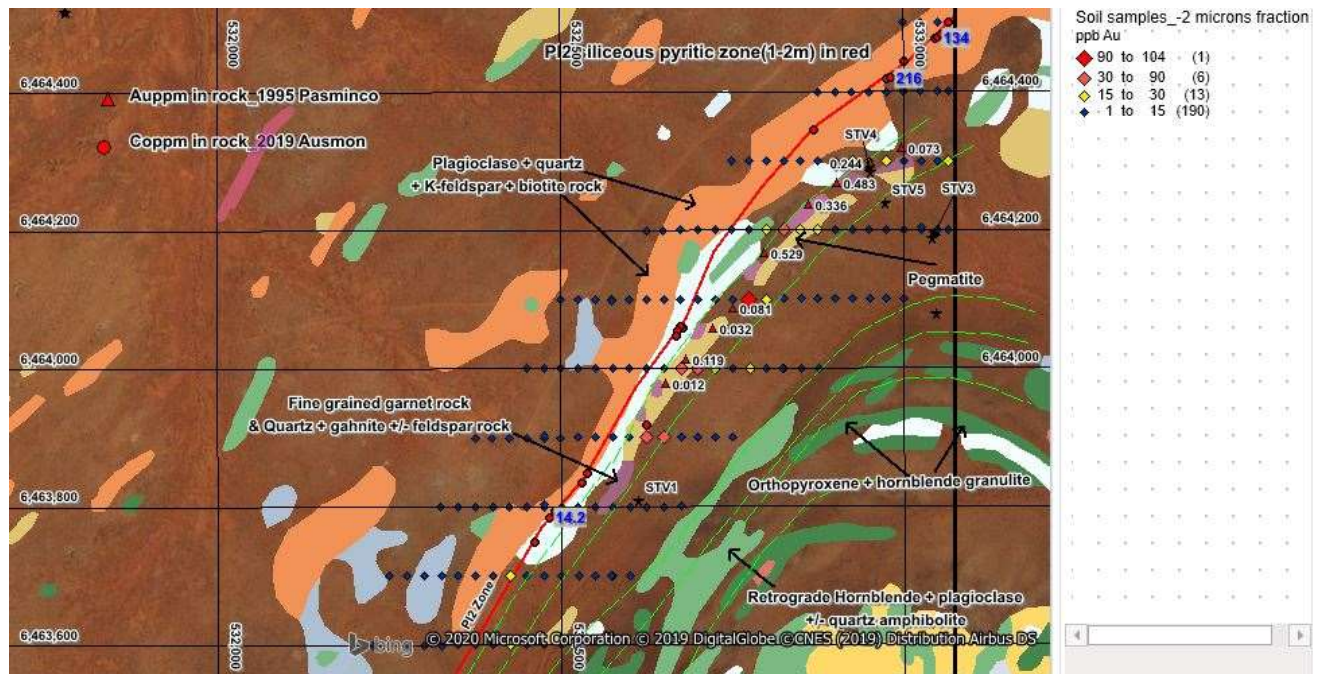 532,000
532,500
533,000
Pl2 siliceous pyritic zone(1-2m) in red
134
216
6,464,400
6,464,400
Auppm in rock_1995 Pasminco
Coppm in rock_2019 Ausmon
STV4
0.073
Plagioclase + quartz
+ K-feldspar + biotite rock
0.244
0.483
STV5
STV3
0.336
6,464,200
6,464,200
0.529
Pegmatite
0.081
0.032
6,464,000
6,464,000
0.119
0.012
Fine grained garnet rock
& Quartz + gahnite +/- feldspar rock
Orthopyroxene + hornblende granulite
STV1
6,463,800
14.2
Pl2 Zone
Retrograde Hornblende + plagioclase
+/- quartz amphibolite
6,463,600
532,000
bing
© 2020 Microsoft Corporation © 2019 DigitalGlobe ©CNES (2019) Distribution Airbus DS
Soil samples_-2 microns fraction
ppb Au
90 to 104 (1)
30 to 90 (6)
15 to 30 (13)
1 to 15 (190)